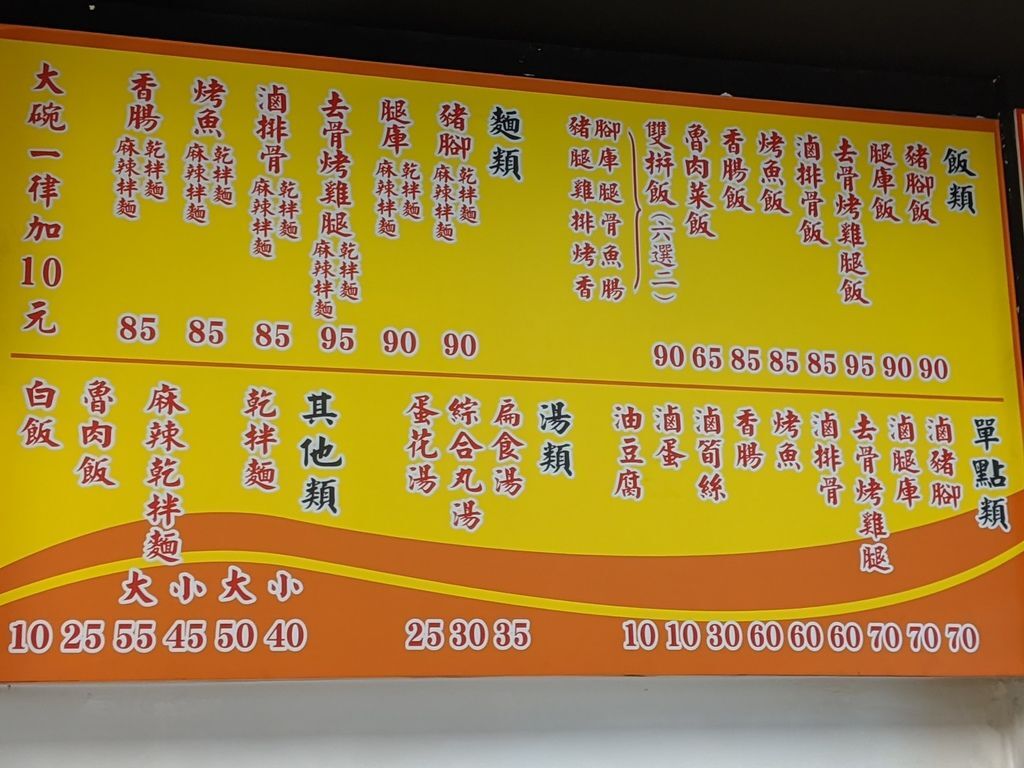 飯類
豬腳飯 90
腿庫飯 90
去骨烤雞腿飯 95
滷排骨飯 85
烤魚飯 85
香腸飯 85
魯肉菜飯 65
雙拼飯(六選二) 90
腳庫腿骨魚腸
豬腿雞排烤香
麵類
豬腳 乾拌麵 麻辣拌麵 90
腿庫 乾拌麵 麻辣拌麵 90
去骨烤雞腿 乾拌麵 麻辣拌麵 95
滷排骨 乾拌麵 麻辣拌麵 85
烤魚 乾拌麵 麻辣拌麵 85
香腸 乾拌麵 麻辣拌麵 85
大碗一律加10元
單點類
滷豬腳 70
滷腿庫 70
去骨烤雞腿 70
滷排骨 60
烤魚 60
香腸 60
滷筍絲 30
滷蛋 10
油豆腐 10
湯類
扁食湯 35
綜合丸湯 30
蛋花湯 25
其他類
乾拌麵 小 40 大 50
麻辣乾拌麵 小 45 大 55
魯肉飯 25
白飯 10